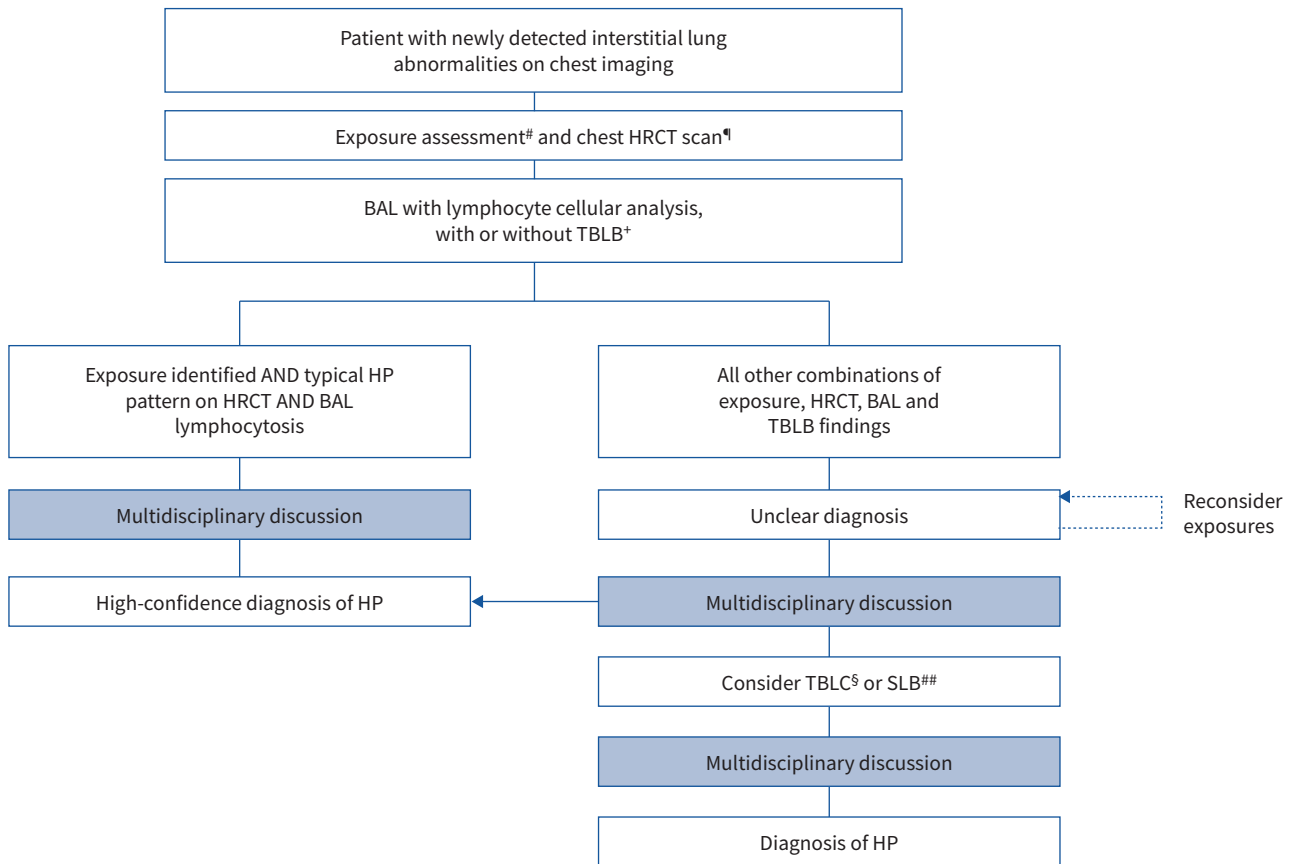 Patient with newly detected interstitial lung
abnormalities on chest imaging
Exposure assessment# and chest HRCT scan¶
BAL with lymphocyte cellular analysis,
with or without TBLB+
Exposure identified AND typical HP
pattern on HRCT AND BAL
lymphocytosis
All other combinations of
exposure, HRCT, BAL and
TBLB findings
Multidisciplinary discussion
Unclear diagnosis
Reconsider
exposures
High-confidence diagnosis of HP
Multidisciplinary discussion
Consider TBLC§ or SLB##
Multidisciplinary discussion
Diagnosis of HP